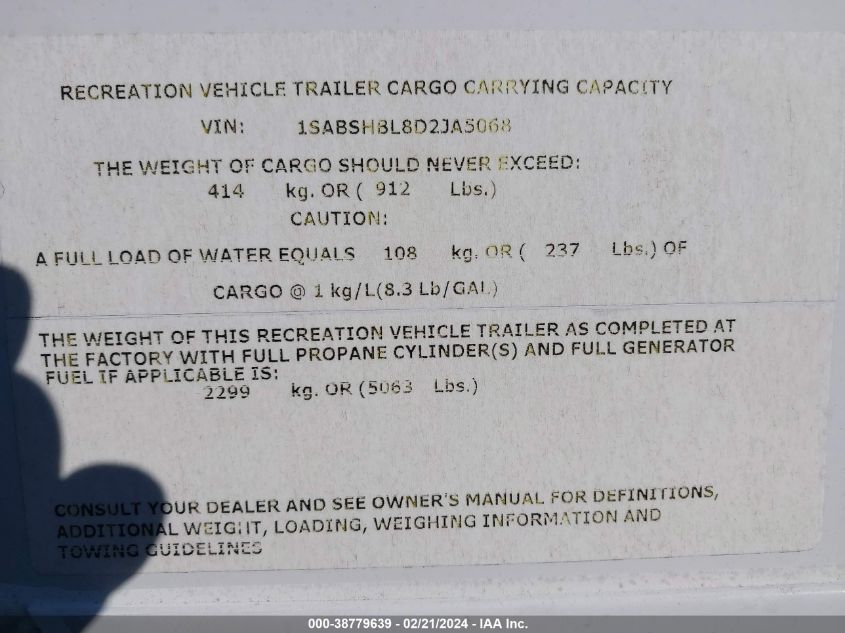 RECREATION VEHICLE TRAILER CARGO CARRYING CAPACITY
VIN: 1SABSHBL8D2JA5068
THE WEIGHT OF CARGO SHOULD NEVER EXCEED:
414 kg. OR ( 912 Lbs.)
CAUTION:
A FULL LOAD OF WATER EQUALS 108 kg. OR ( 237 Lbs.) OF
CARGO @ 1 kg/L(8.3 Lb/GAL)
THE WEIGHT OF THIS RECREATION VEHICLE TRAILER AS COMPLETED AT
THE FACTORY WITH FULL PROPANE CYLINDER(S) AND FULL GENERATOR
FUEL IF APPLICABLE IS:
2299 kg. OR (5063 Lbs.)
CONSULT YOUR DEALER AND SEE OWNER'S MANUAL FOR DEFINITIONS,
ADDITIONAL WEIGHT, LOADING, WEIGHING INFORMATION AND
TOWING GUIDELINES
000-38779639 - 02/21/2024 - IAA Inc.